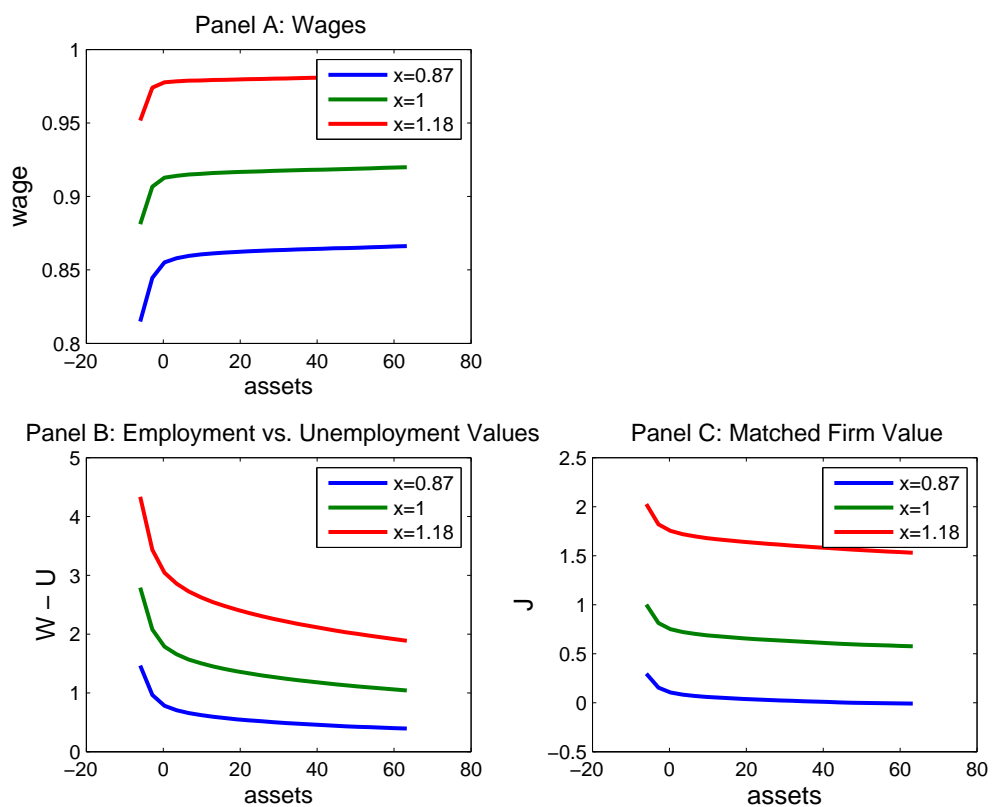 Panel A: Wages
1
0.95
0.9
0.85
0.8
wage
−20 0 20 40 60 80
assets
x=0.87
x=1
x=1.18
Panel B: Employment vs. Unemployment Values
5
4
3
2
1
0
W − U
−20 0 20 40 60 80
assets
x=0.87
x=1
x=1.18
Panel C: Matched Firm Value
2.5
2
1.5
1
0.5
0
−0.5
J
−20 0 20 40 60 80
assets
x=0.87
x=1
x=1.18